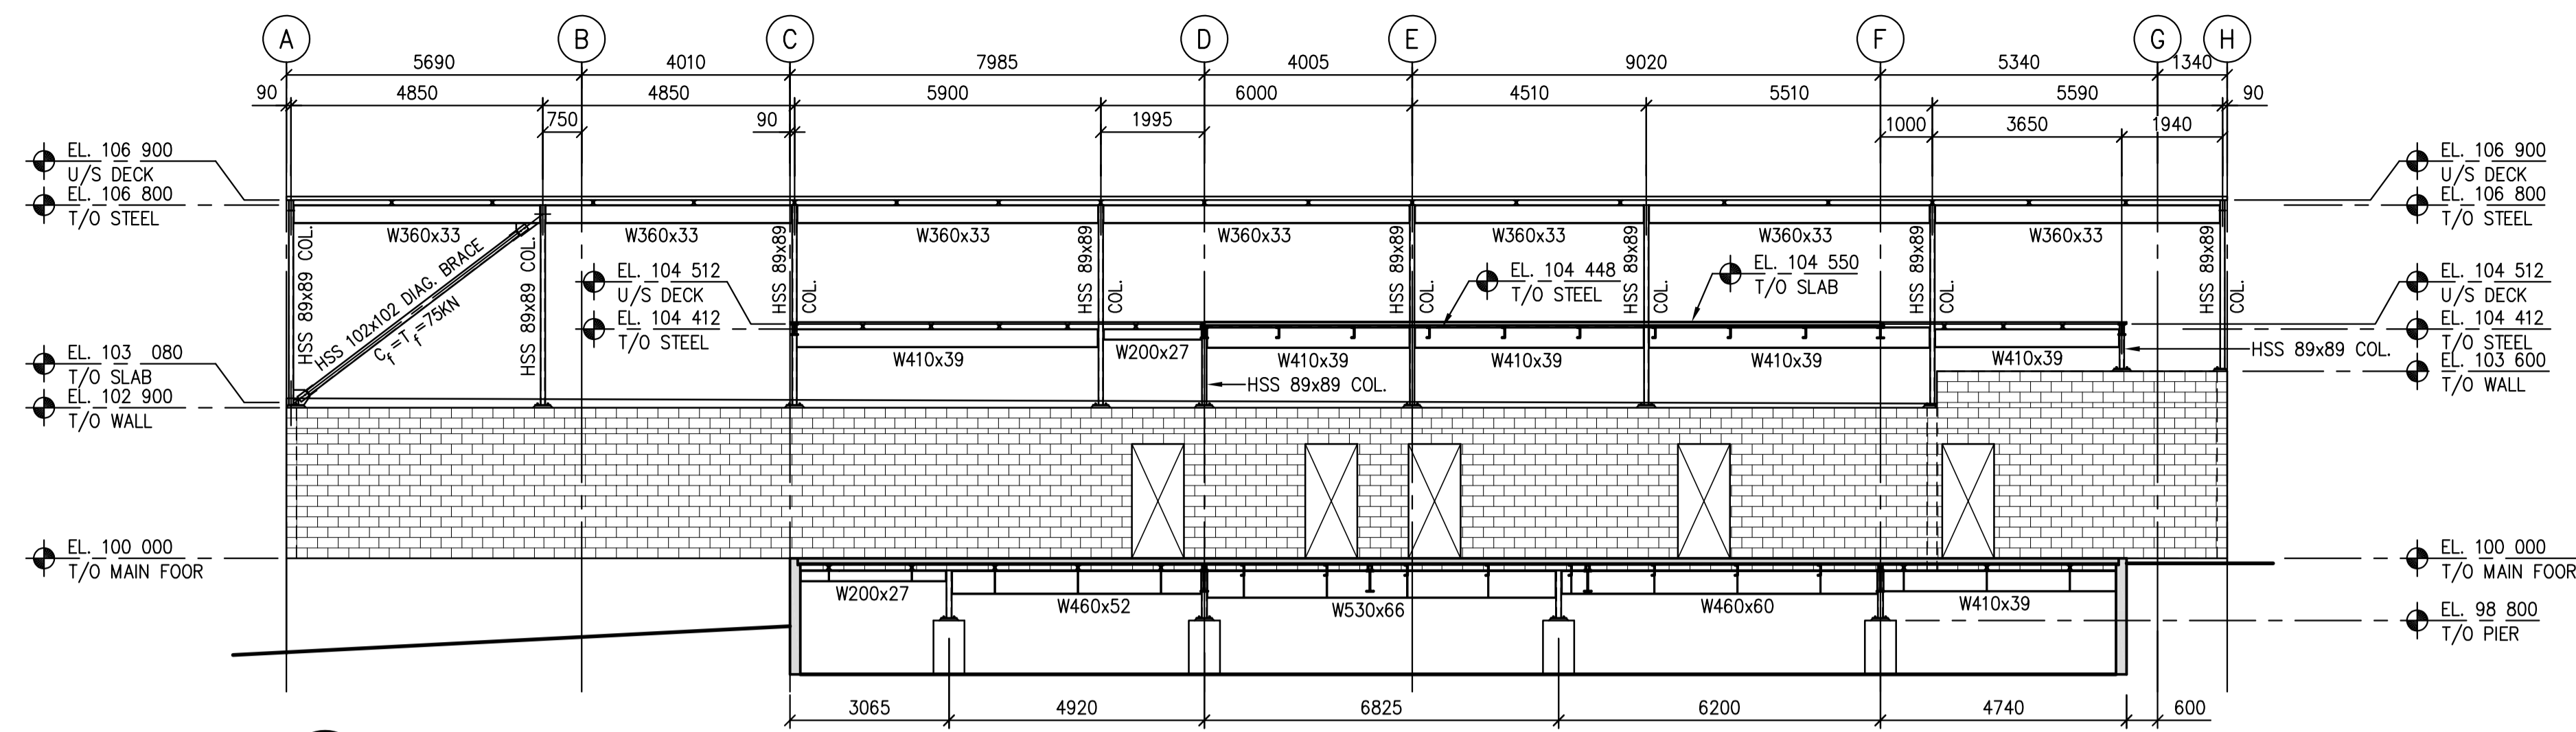 A B C D E F G H
5690 4010 7985 4005 9020 5340 1340
90 4850 4850 5900 6000 4510 5510 5590 90
750 90 1995 1000 3650 1940
EL. 106 900
U/S DECK
EL. 106 800
T/O STEEL
EL. 103 080
T/O SLAB
EL. 102 900
T/O WALL
EL. 100 000
T/O MAIN FOOR
W360x33 W360x33 W360x33 W360x33 W360x33 W360x33 W360x33
HSS 89x89 COL.
HSS 102x102 DIAG. BRACE
Cf=Tf=75KN
HSS 89x89 COL.
HSS 89x89
COL.
HSS 89x89
COL.
HSS 89x89
COL.
HSS 89x89
COL.
HSS 89x89
COL.
HSS 89x89
COL.
EL. 104 512
U/S DECK
EL. 104 412
T/O STEEL
EL. 104 448
T/O STEEL
EL. 104 550
T/O SLAB
W410x39 W200x27 W410x39 W410x39 W410x39 W410x39
HSS 89x89 COL.
HSS 89x89 COL.
EL. 106 900
U/S DECK
EL. 106 800
T/O STEEL
EL. 104 512
U/S DECK
EL. 104 412
T/O STEEL
EL. 103 600
T/O WALL
EL. 100 000
T/O MAIN FOOR
EL. 98 800
T/O PIER
W200x27 W460x52 W530x66 W460x60 W410x39
3065 4920 6825 6200 4740 600